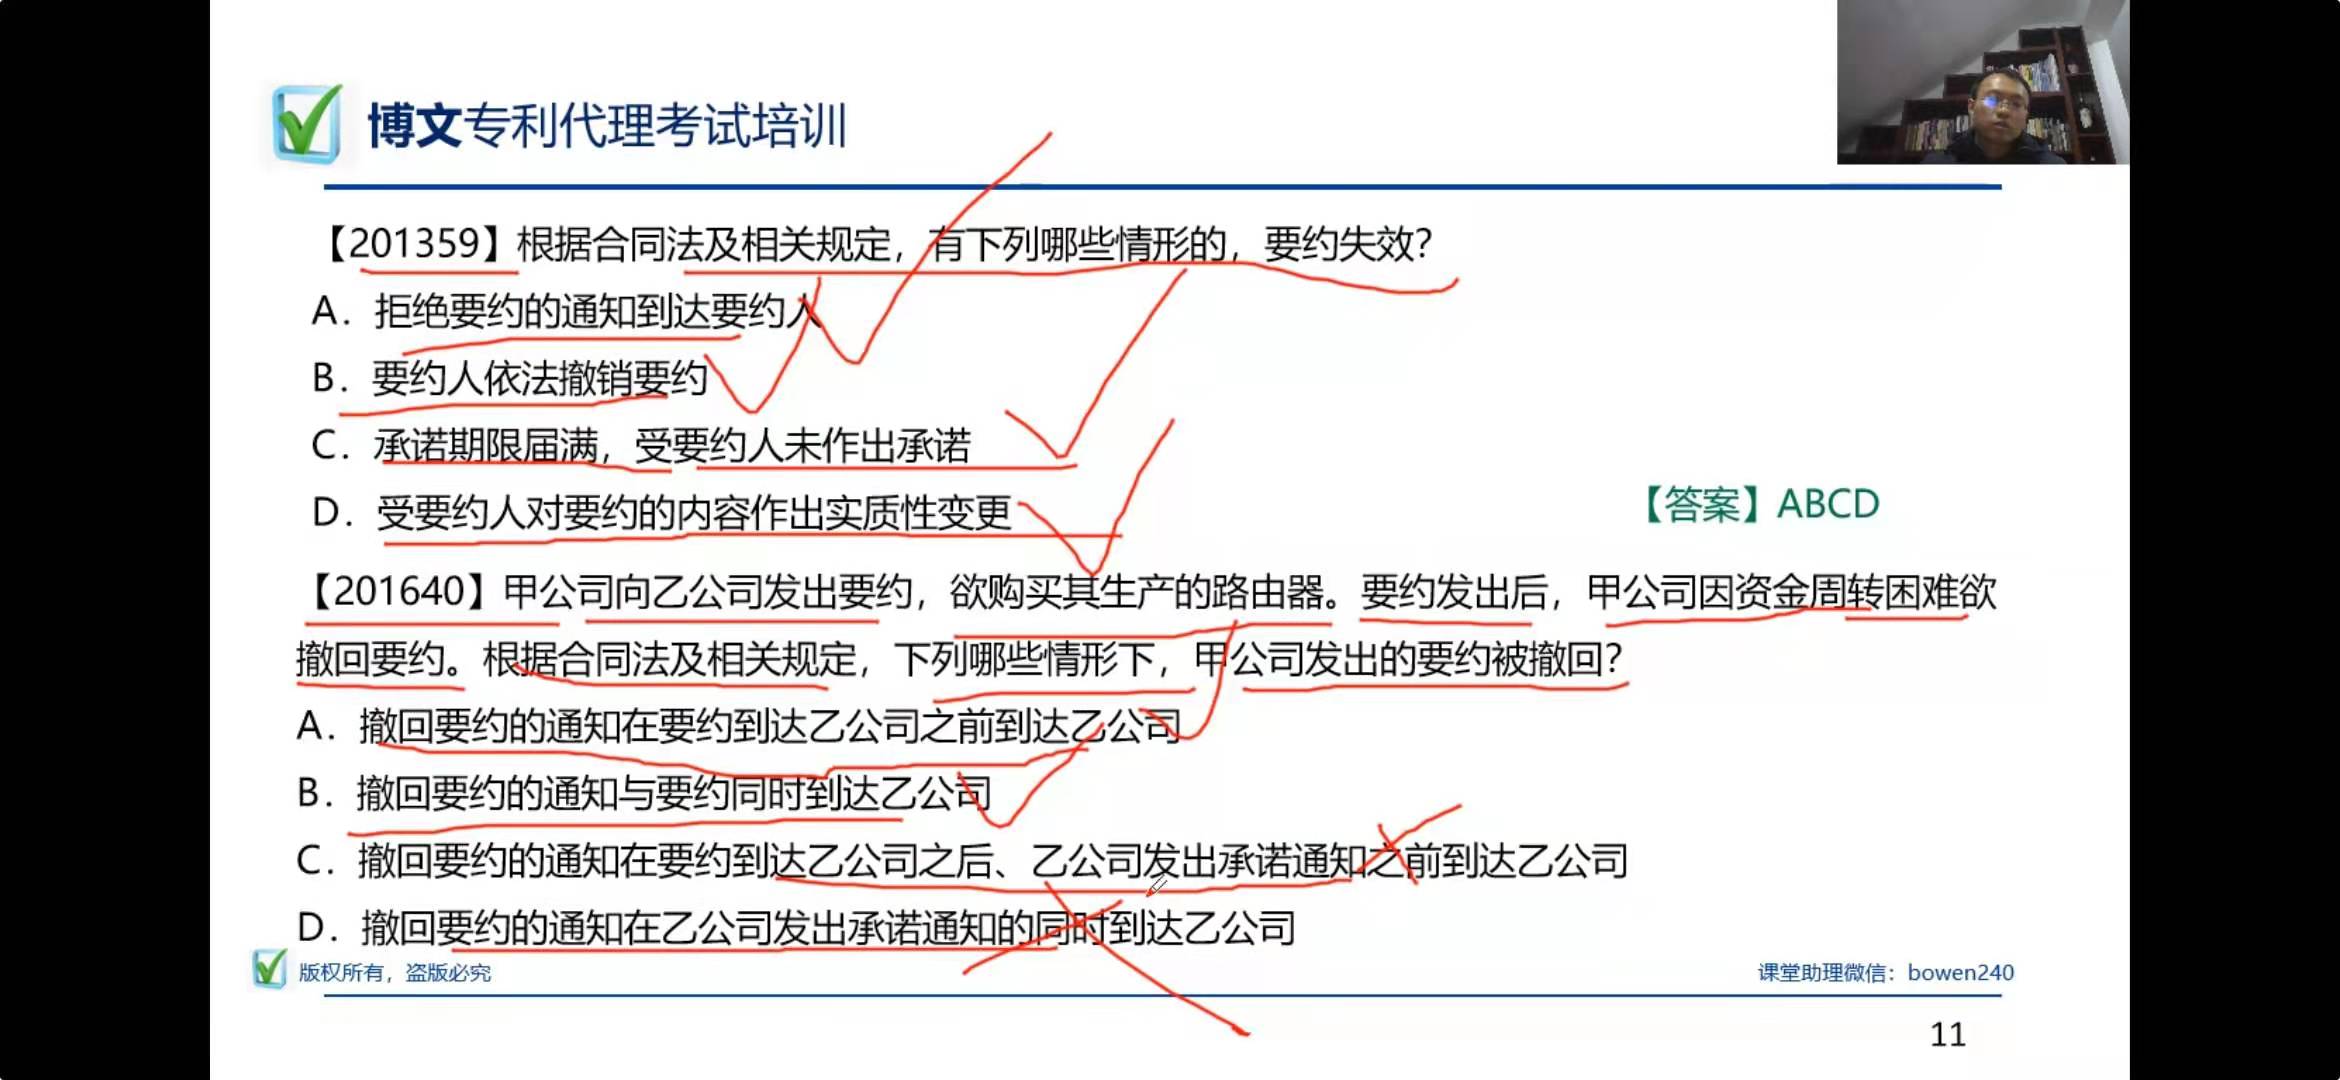 博文专利代理考试培训
【201359】根据合同法及相关规定，有下列哪些情形的，要约失效？
A．拒绝要约的通知到达要约人
B．要约人依法撤销要约
C．承诺期限届满，受要约人未作出承诺
D．受要约人对要约的内容作出实质性变更
【答案】ABCD
【201640】甲公司向乙公司发出要约，欲购买其生产的路由器。要约发出后，甲公司因资金周转困难欲
撤回要约。根据合同法及相关规定，下列哪些情形下，甲公司发出的要约被撤回？
A．撤回要约的通知在要约到达乙公司之前到达乙公司
B．撤回要约的通知与要约同时到达乙公司
C．撤回要约的通知在要约到达乙公司之后、乙公司发出承诺通知之前到达乙公司
D．撤回要约的通知在乙公司发出承诺通知的同时到达乙公司
版权所有，盗版必究
课堂助理微信：bowen240
11